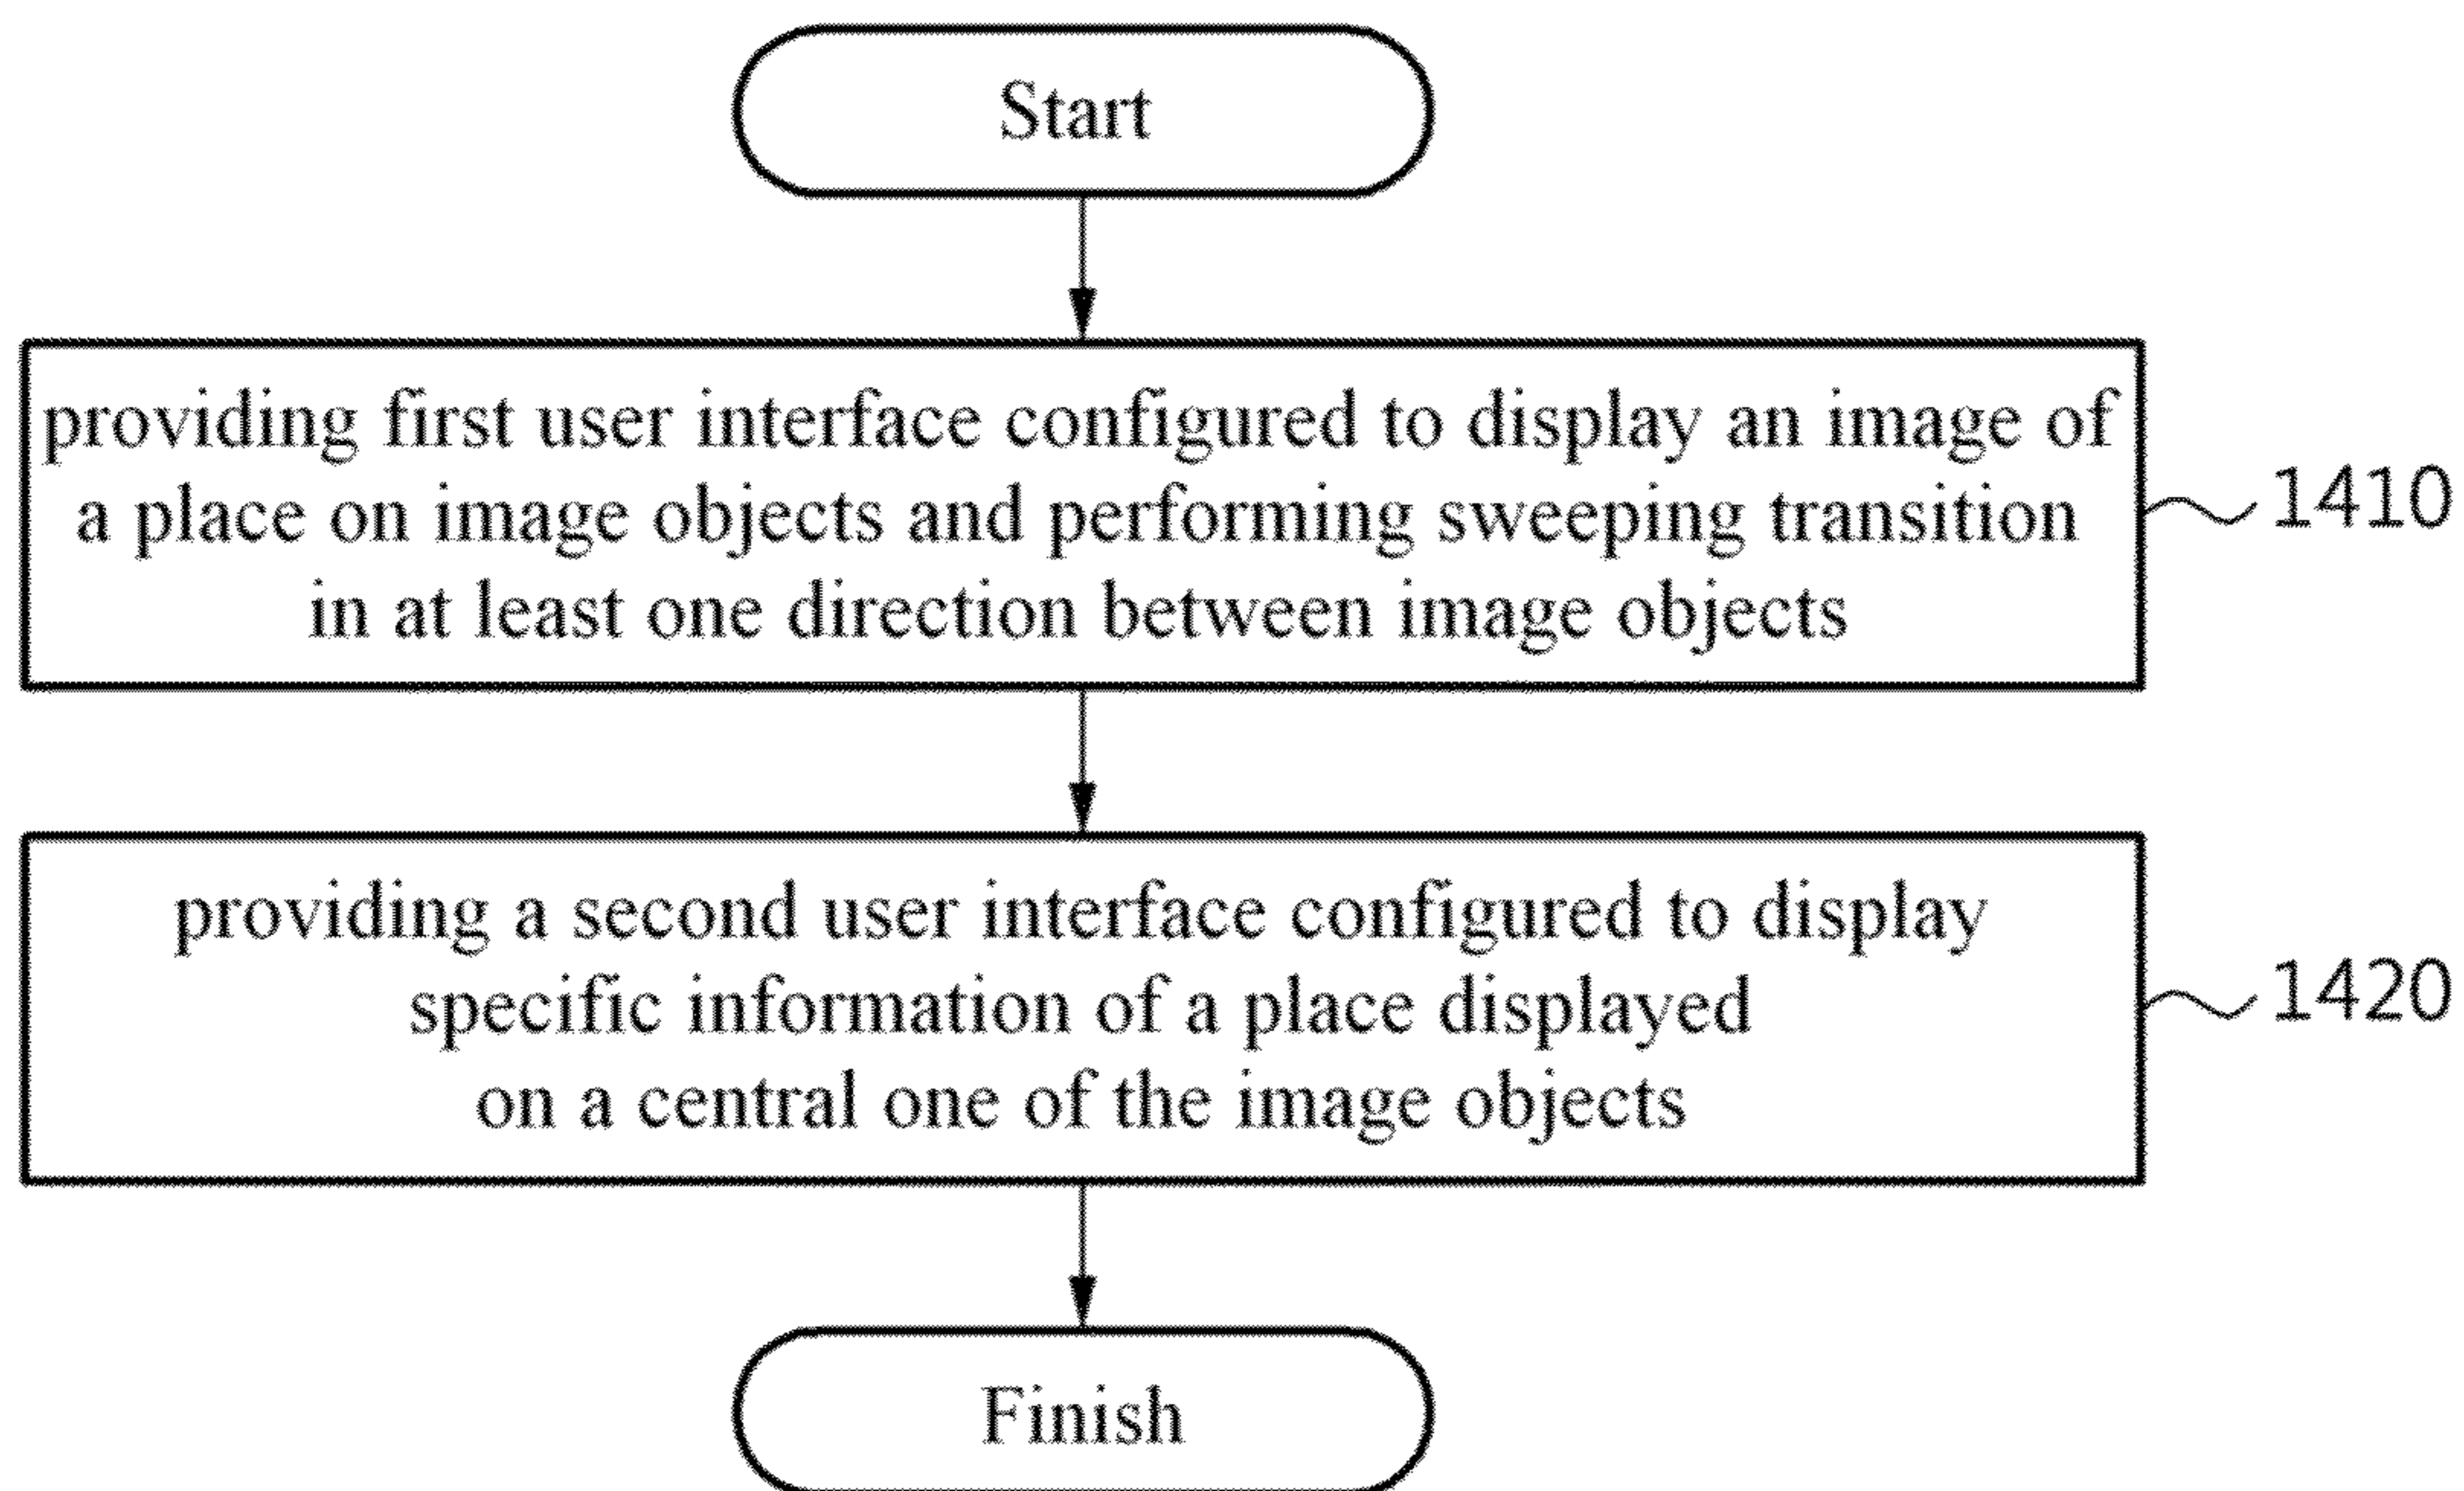 Start
providing first user interface configured to display an image of
a place on image objects and performing sweeping transition
in at least one direction between image objects
1410
providing a second user interface configured to display
specific information of a place displayed
on a central one of the image objects
1420
Finish